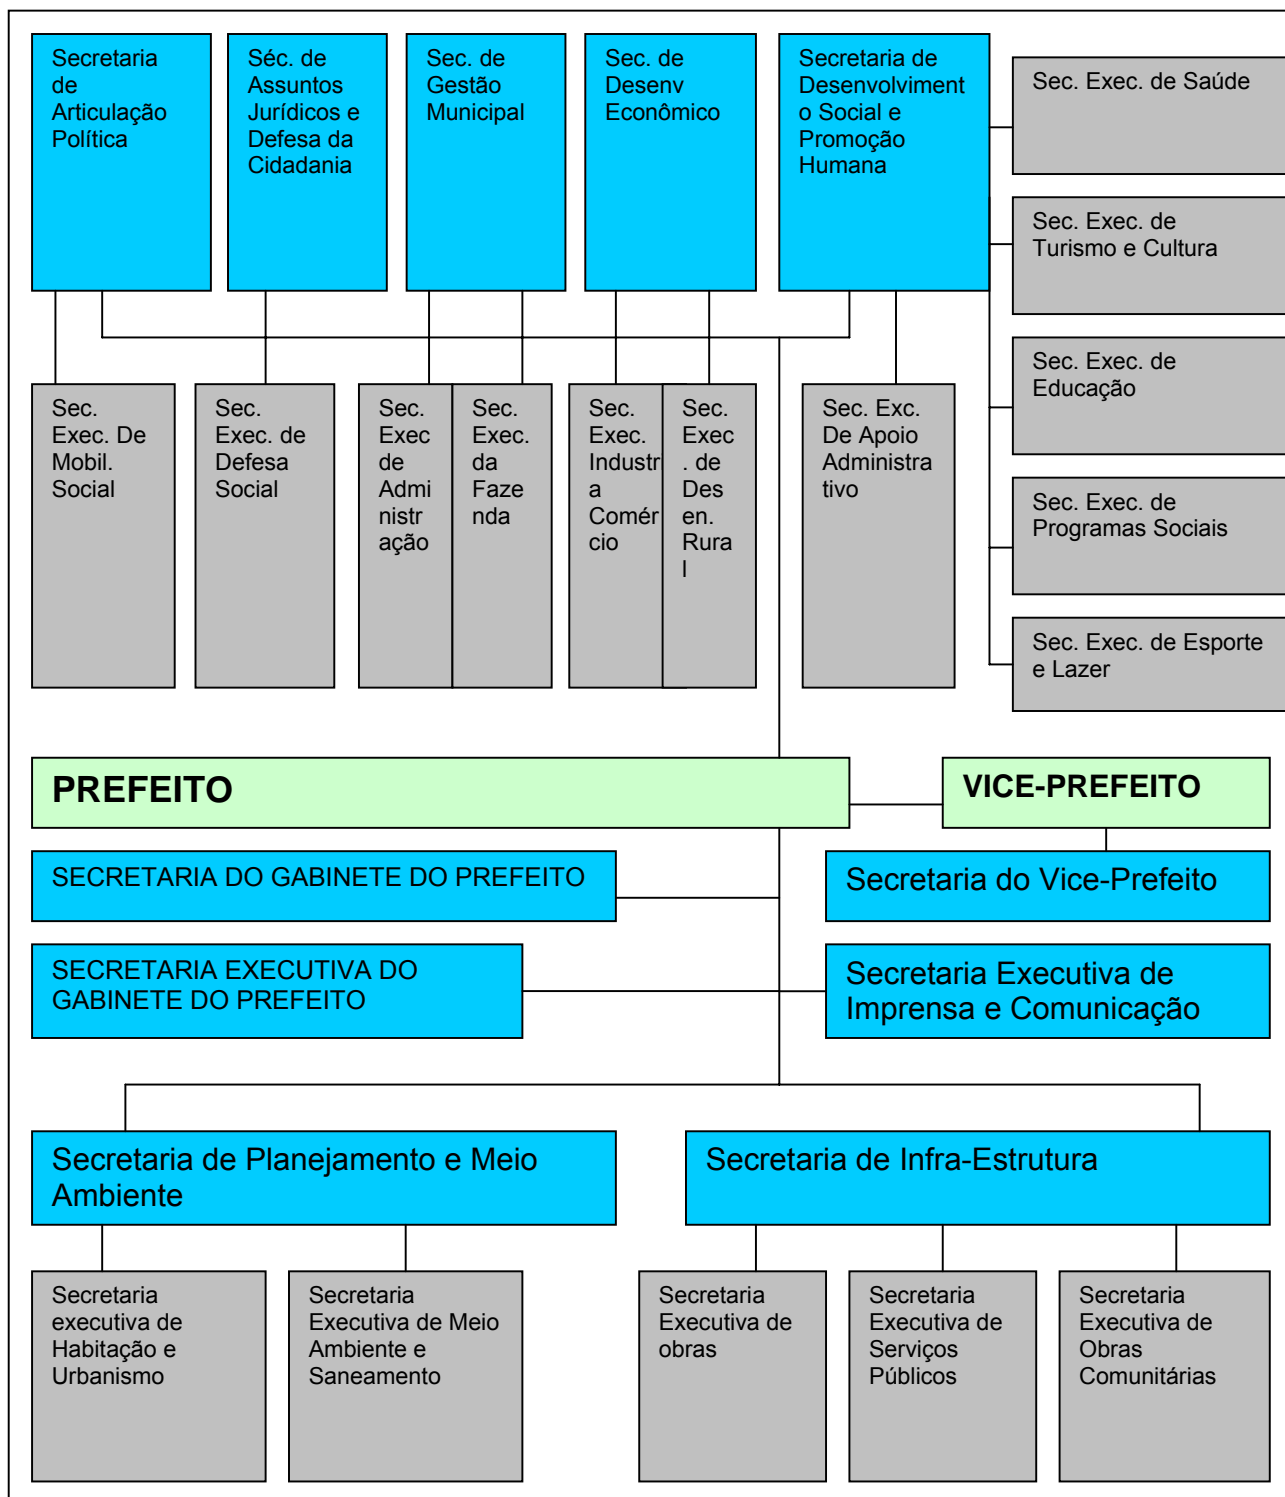 Secretaria
de
Articulação
Política
Séc. de
Assuntos
Jurídicos e
Defesa da
Cidadania
Sec. de
Gestão
Municipal
Sec. de
Desenv
Econômico
Secretaria de
Desenvolviment
o Social e
Promoção
Humana
Sec. Exec. de Saúde
Sec. Exec. de
Turismo e Cultura
Sec. Exec. de
Educação
Sec. Exec. de
Programas Sociais
Sec. Exec. de Esporte
e Lazer
Sec.
Exec. De
Mobil.
Social
Sec.
Exec. de
Defesa
Social
Sec.
Exec
de
Admi
nistr
ação
Sec.
Exec.
da
Faze
nda
Sec.
Exec.
Industri
a
Comér
cio
Sec.
Exec
. de
Des
en.
Rura
l
Sec. Exc.
De Apoio
Administra
tivo
PREFEITO
VICE-PREFEITO
SECRETARIA DO GABINETE DO PREFEITO
Secretaria do Vice-Prefeito
SECRETARIA EXECUTIVA DO
GABINETE DO PREFEITO
Secretaria Executiva de
Imprensa e Comunicação
Secretaria de Planejamento e Meio
Ambiente
Secretaria de Infra-Estrutura
Secretaria
executiva de
Habitação e
Urbanismo
Secretaria
Executiva de Meio
Ambiente e
Saneamento
Secretaria
Executiva de
obras
Secretaria
Executiva de
Serviços
Públicos
Secretaria
Executiva de
Obras
Comunitárias